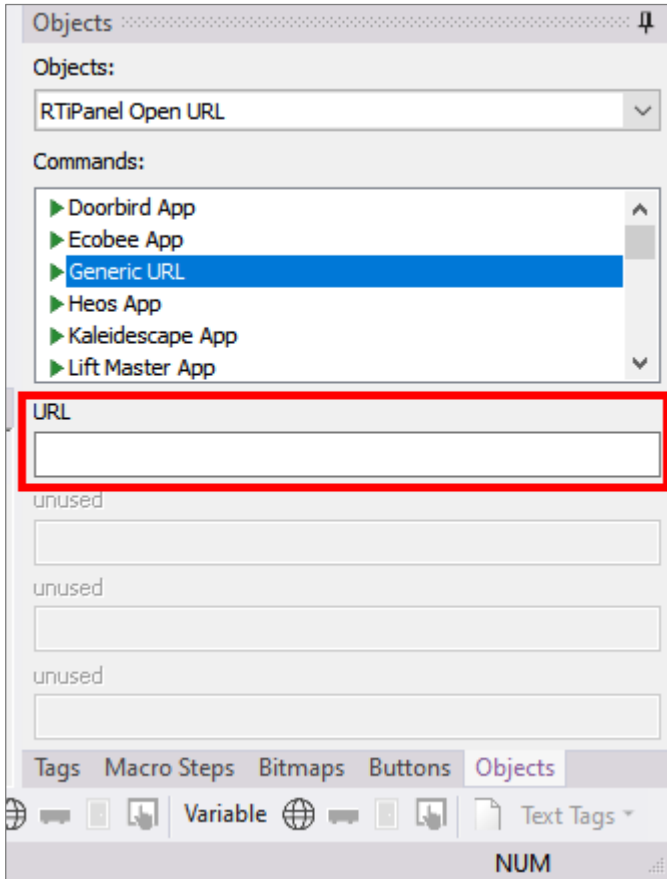 Objects
Objects:
RTiPanel Open URL
Commands:
Doorbird App
Ecobee App
Generic URL
Heos App
Kaleidescape App
Lift Master App
URL
unused
unused
unused
Tags Macro Steps Bitmaps Buttons Objects
Variable Text Tags
NUM